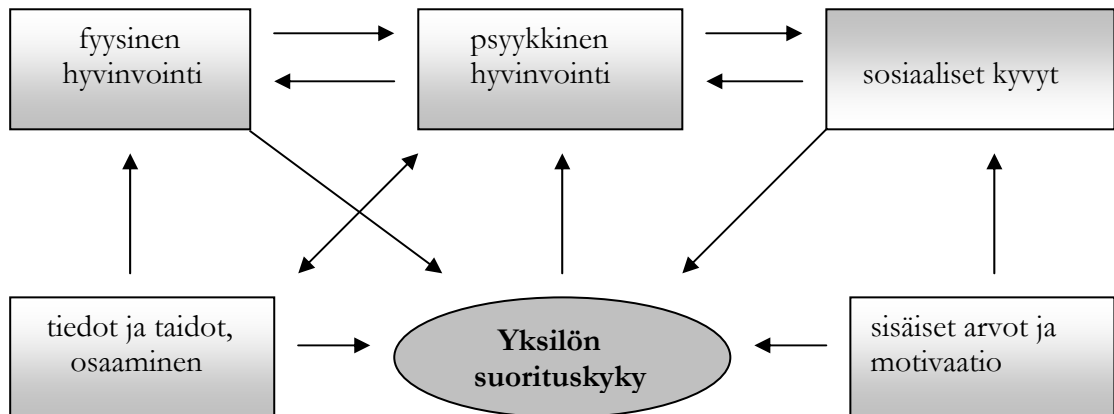 fyysinen
hyvinvointi
psyykkinen
hyvinvointi
sosiaaliset kyvyt
tiedot ja taidot,
osaaminen
Yksilön
suorituskyky
sisäiset arvot ja
motivaatio